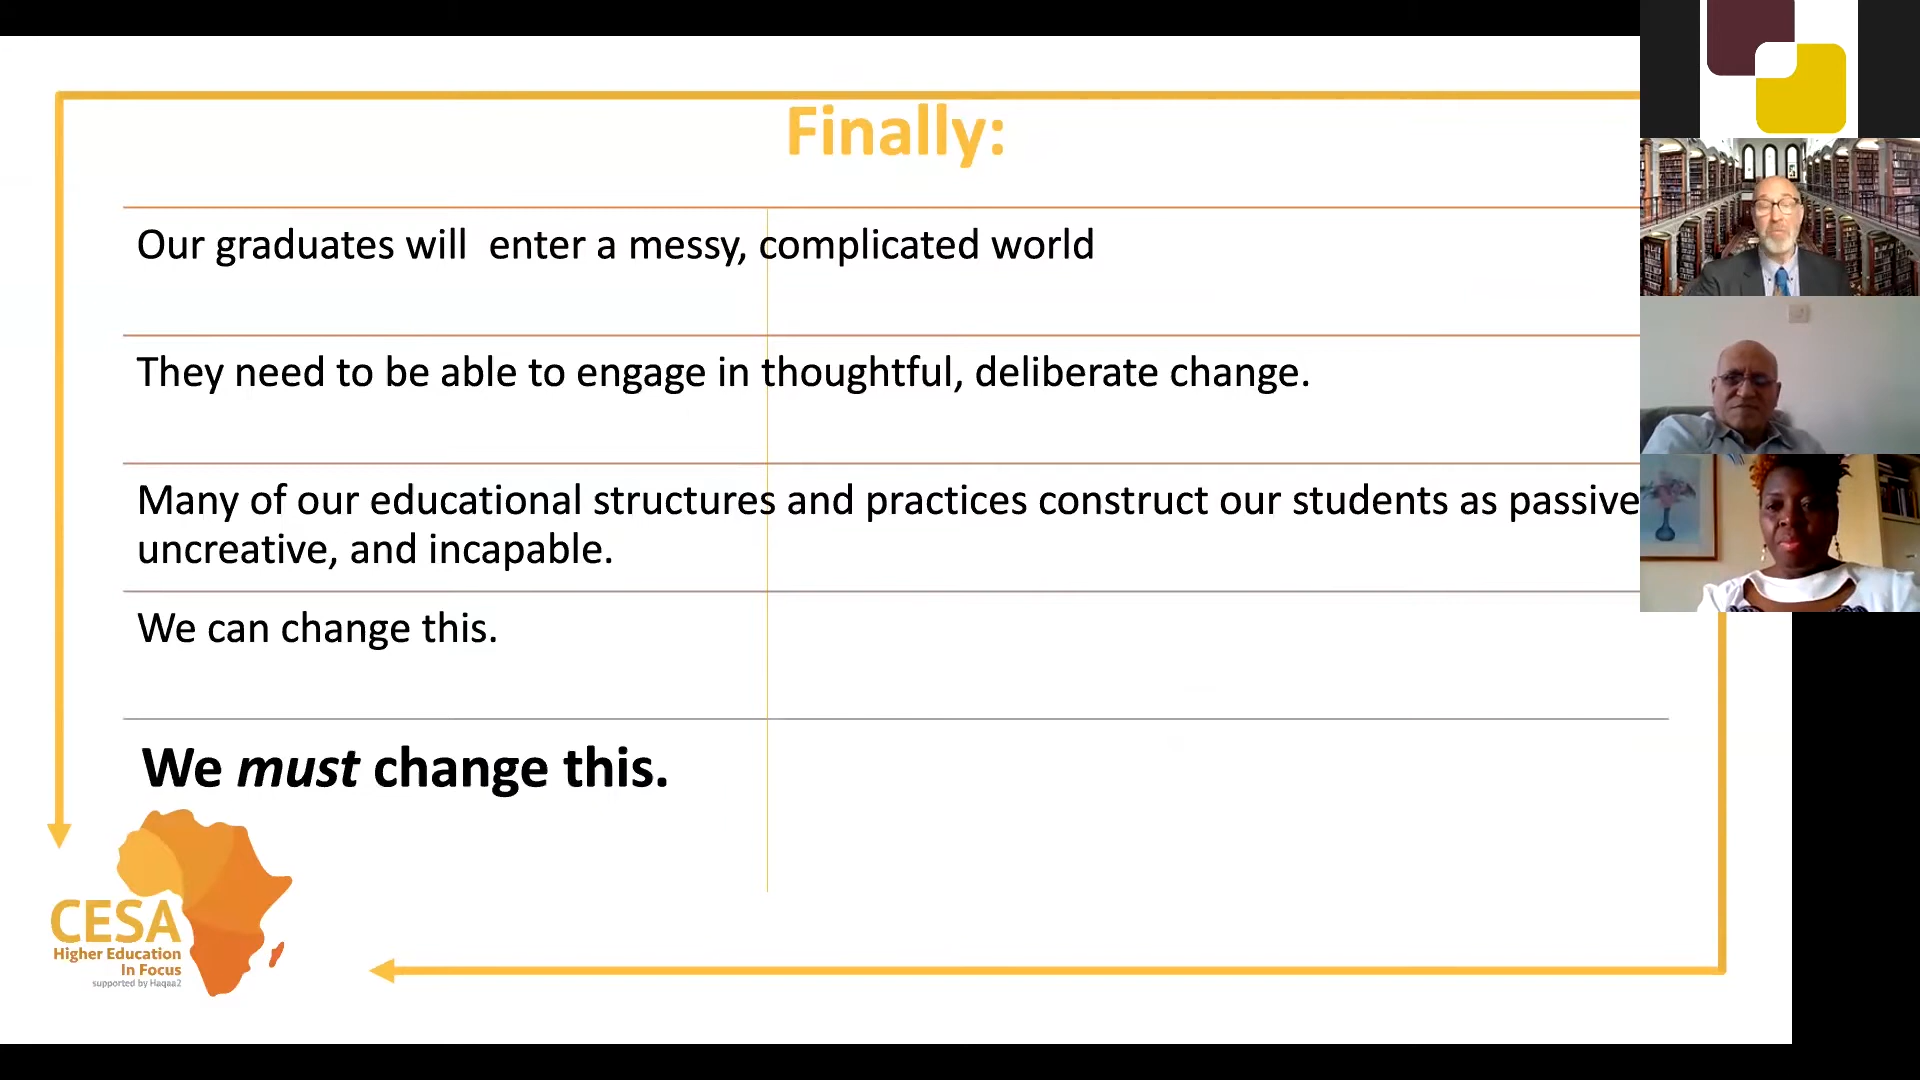 Finally:
Our graduates will  enter a messy, complicated world
They need to be able to engage in thoughtful, deliberate change.
Many of our educational structures and practices construct our students as passive
uncreative, and incapable.
We can change this.
We must change this.
CESA
Higher Education
In Focus
supported by Haqaa2